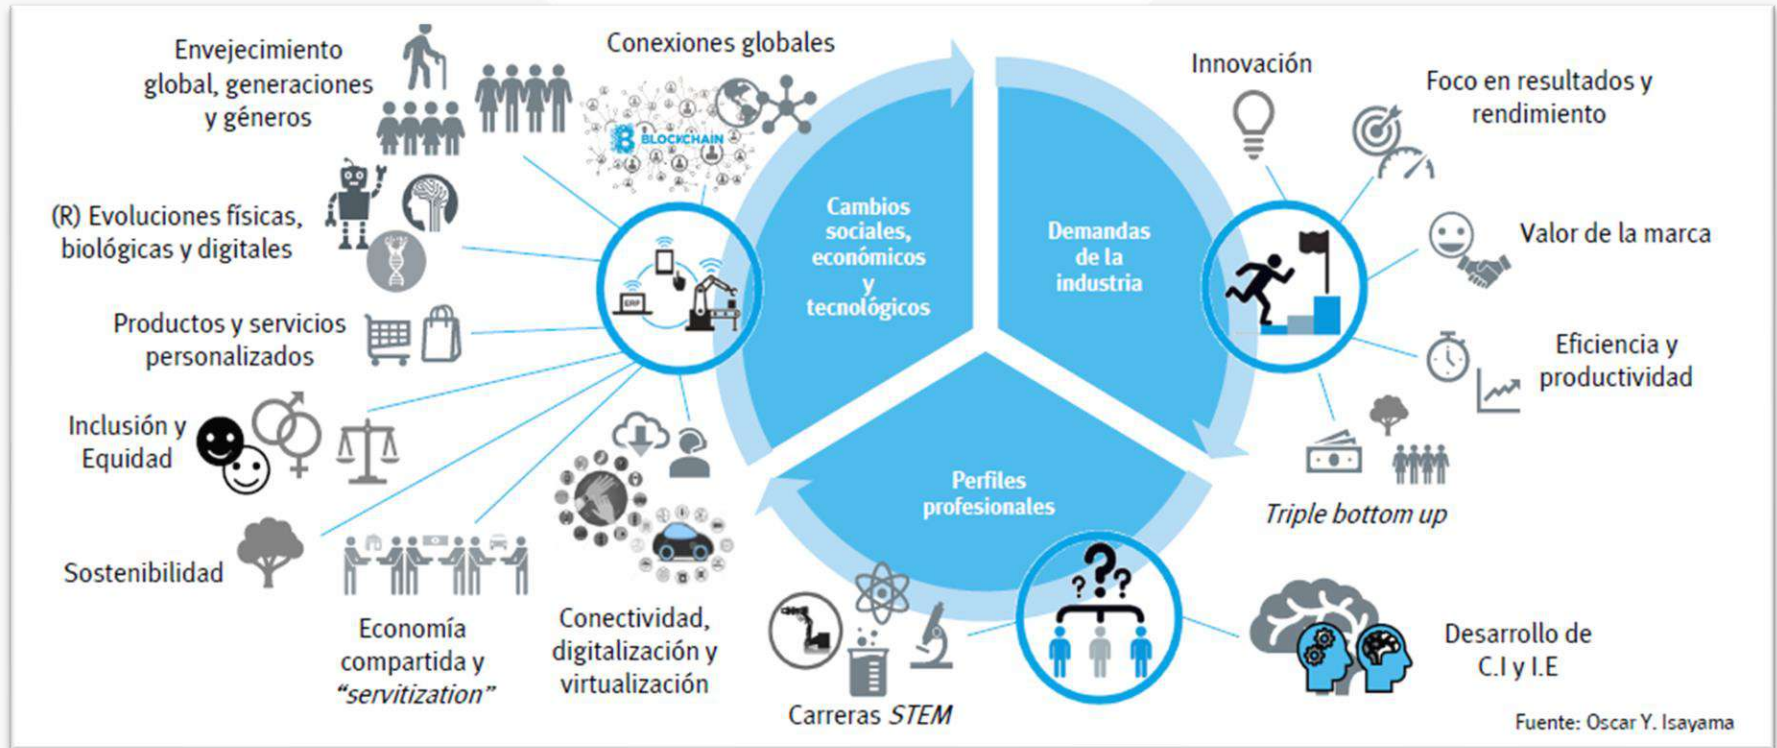 Envejecimiento
global, generaciones
y géneros
Conexiones globales
BLOCKCHAIN
(R) Evoluciones físicas,
biológicas y digitales
Productos y servicios
personalizados
Inclusión y
Equidad
Sostenibilidad
Economía
compartida y
"servitization"
Conectividad,
digitalización y
virtualización
ERP
Cambios
sociales,
económicos
y
tecnológicos
Demandas
de la
industria
Perfiles
profesionales
Innovación
Foco en resultados y
rendimiento
Valor de la marca
Eficiencia y
productividad
Triple bottom up
Carreras STEM
Desarrollo de
C.I y I.E
Fuente: Oscar Y. Isayama